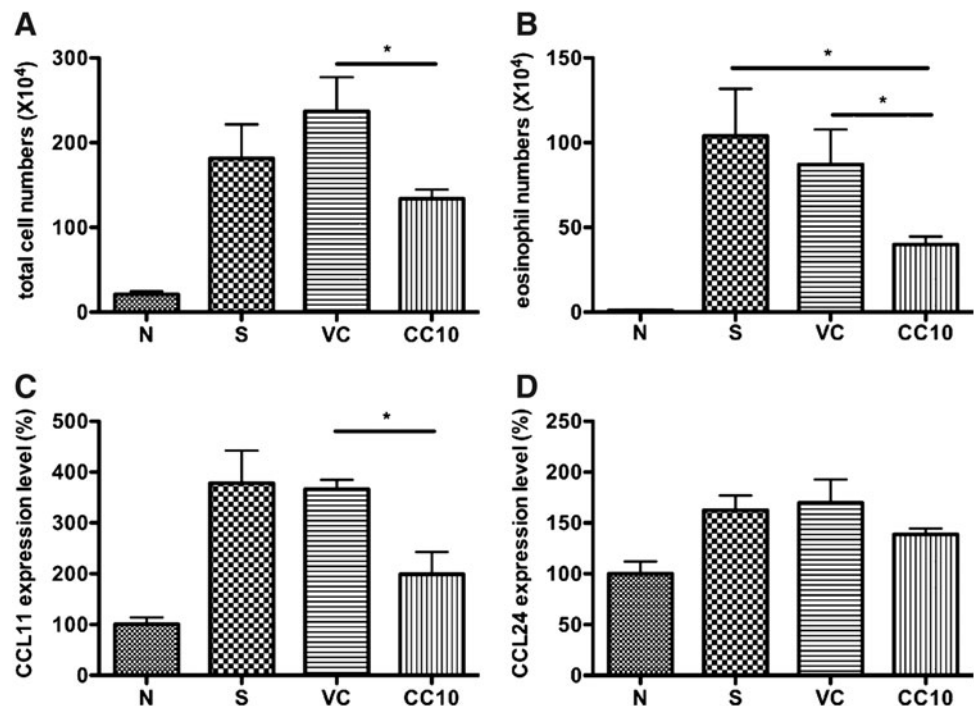 A
total cell numbers (X10⁴)
300
200
100
0
*
N S VC CC10
B
eosinophil numbers (X10⁴)
150
100
50
0
*
*
N S VC CC10
C
CCL11 expression level (%)
500
400
300
200
100
0
*
N S VC CC10
D
CCL24 expression level (%)
250
200
150
100
50
0
N S VC CC10